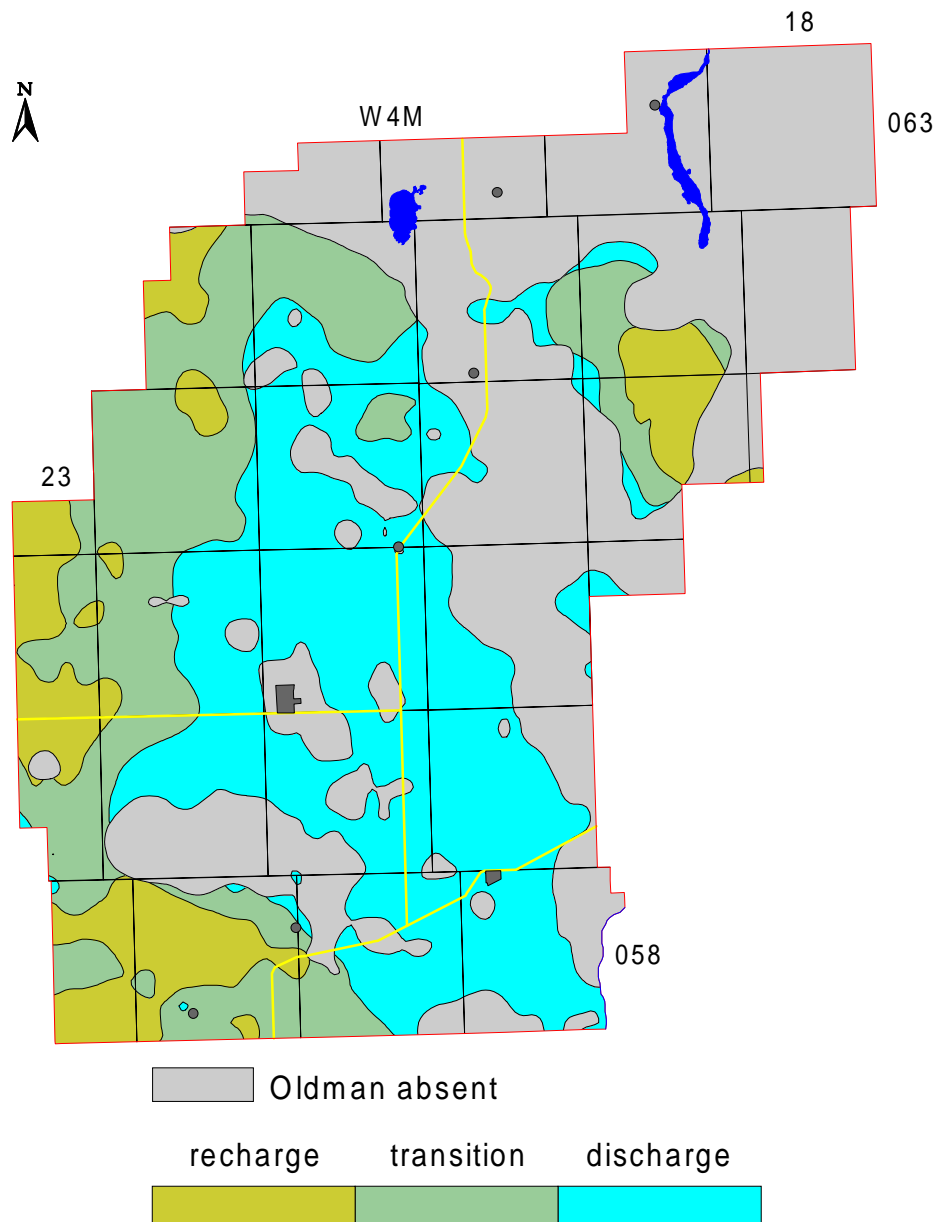 18
N
W4M
063
23
058
Oldman absent
recharge transition discharge